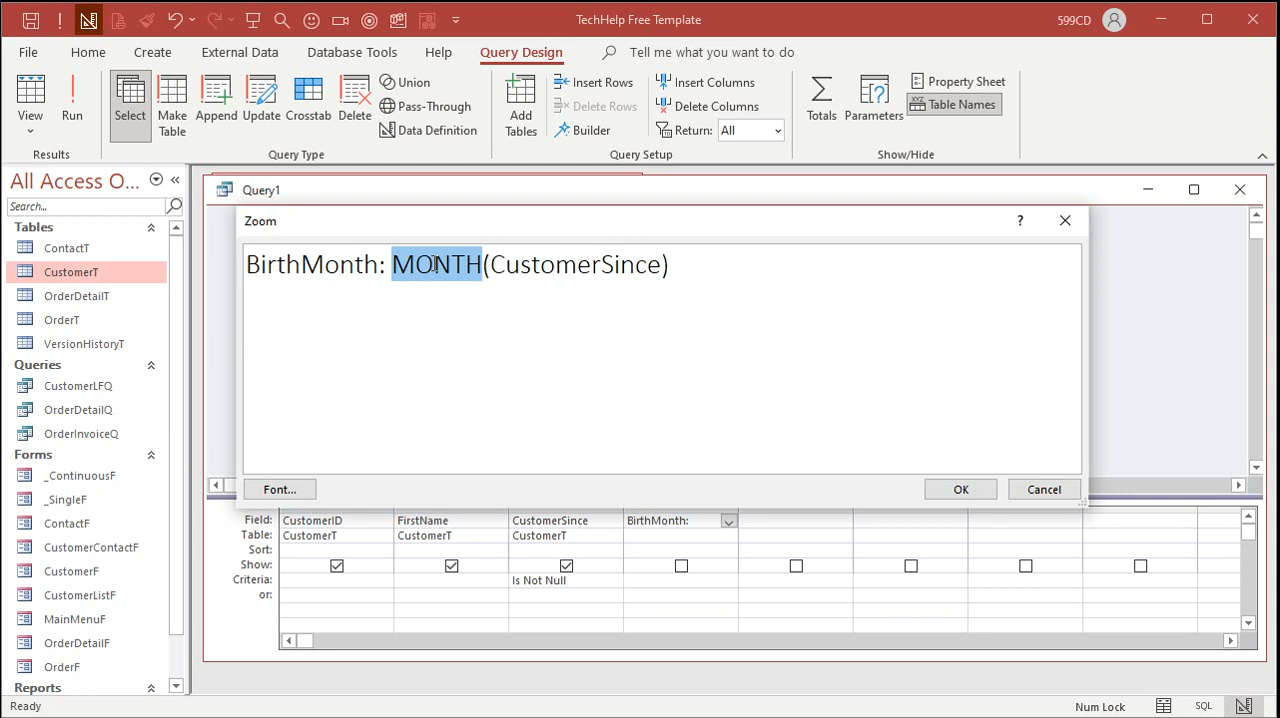 TechHelp Free Template
599CD
File
Home
Create
External Data
Database Tools
Help
Query Design
Tell me what you want to do
View
Run
Select
Make
Table
Append
Update
Crosstab
Delete
Union
Pass-Through
Data Definition
Add
Tables
Insert Rows
Delete Rows
Builder
Insert Columns
Delete Columns
Return:
All
Totals
Parameters
Property Sheet
Table Names
Results
Query Type
Query Setup
Show/Hide
All Access O...
Search...
Tables
ContactT
CustomerT
OrderDetailT
OrderT
VersionHistoryT
Queries
CustomerLFQ
OrderDetailQ
OrderInvoiceQ
Forms
_ContinuousF
_SingleF
ContactF
CustomerContactF
CustomerF
CustomerListF
MainMenuF
OrderDetailF
OrderF
Reports
Query1
Zoom
?
BirthMonth: MONTH(CustomerSince)
Font...
OK
Cancel
Field: CustomerID FirstName CustomerSince BirthMonth:
Table: CustomerT CustomerT CustomerT
Sort:
Show:
Criteria: Is Not Null
or:
Ready
Num Lock
SQL